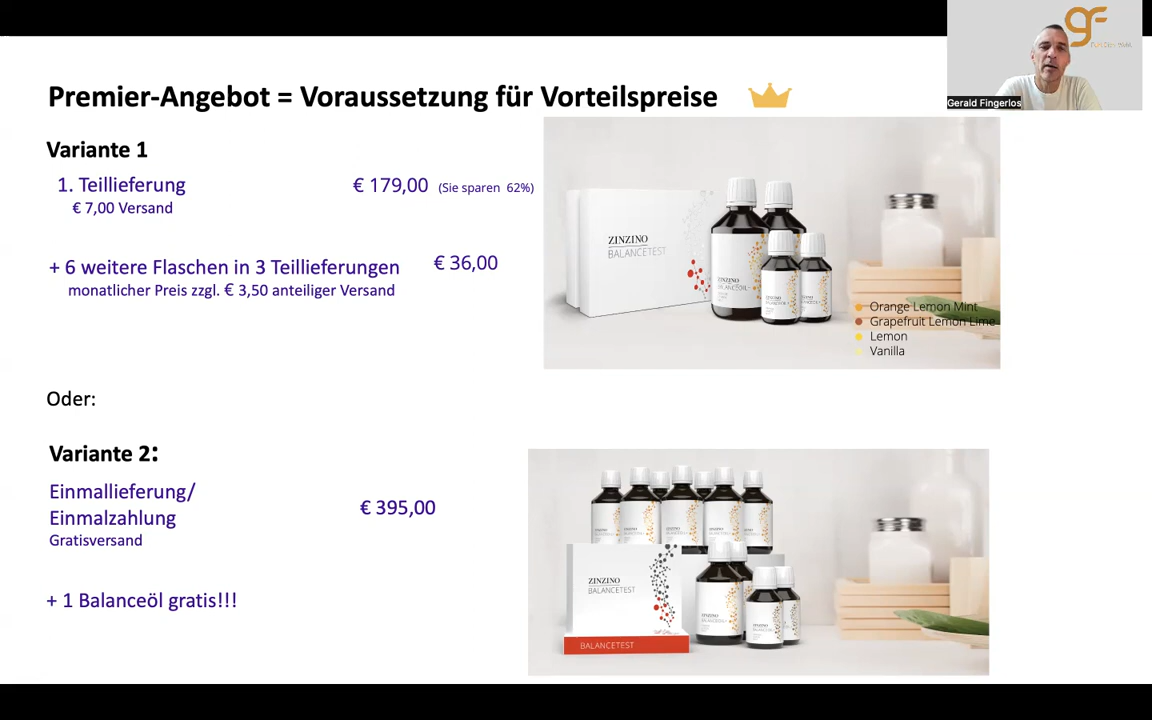 gf
Gerald Fingerlos
Premier-Angebot = Voraussetzung für Vorteilspreise
Variante 1
1. Teillieferung
€ 179,00 (Sie sparen 62%)
€ 7,00 Versand
+ 6 weitere Flaschen in 3 Teillieferungen
€ 36,00
monatlicher Preis zzgl. € 3,50 anteiliger Versand
ZINZINO
BALANCETEST
ZINZINO
Orange Lemon Mint
Grapefruit Lemon Lime
Lemon
Vanilla
Oder:
Variante 2:
Einmallieferung/
Einmalzahlung
€ 395,00
Gratisversand
+ 1 Balanceöl gratis!!!
ZINZINO
BALANCETEST
BALANCETEST
ZINZINO